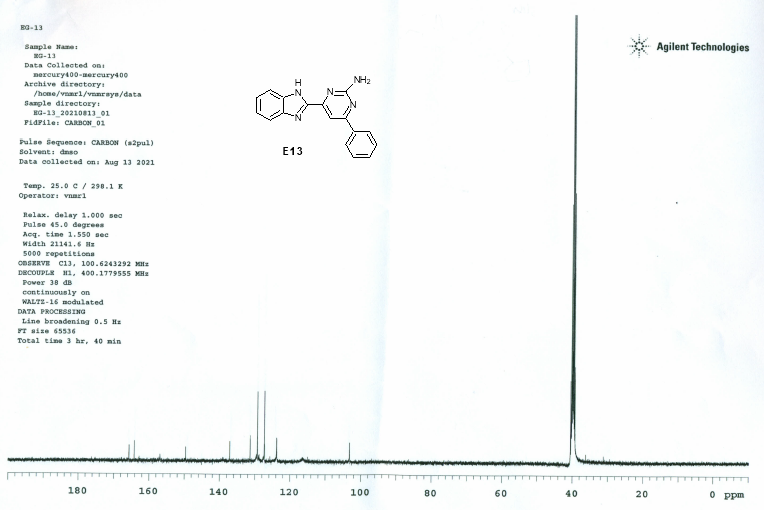 EG-13
Sample Name:
EG-13
Data Collected on:
mercury400-mercury400
Archive directory:
/home/vnmr1/vnmrsys/data
Sample directory:
EG-13_20210813_01
FidFile: CARBON_01
Pulse Sequence: CARBON (s2pul)
Solvent: dmso
Data collected on: Aug 13 2021
Temp. 25.0 C / 298.1 K
Operator: vnmr1
Relax. delay 1.000 sec
Pulse 45.0 degrees
Acq. time 1.550 sec
Width 21141.6 Hz
5000 repetitions
OBSERVE C13, 100.6243292 MHz
DECOUPLE H1, 400.1779555 MHz
Power 38 dB
continuously on
WALTZ-16 modulated
DATA PROCESSING
Line broadening 0.5 Hz
FT size 65536
Total time 3 hr, 40 min
Agilent Technologies
H
N
N
N
NH2
N
E13
180 160 140 120 100 80 60 40 20 0 ppm